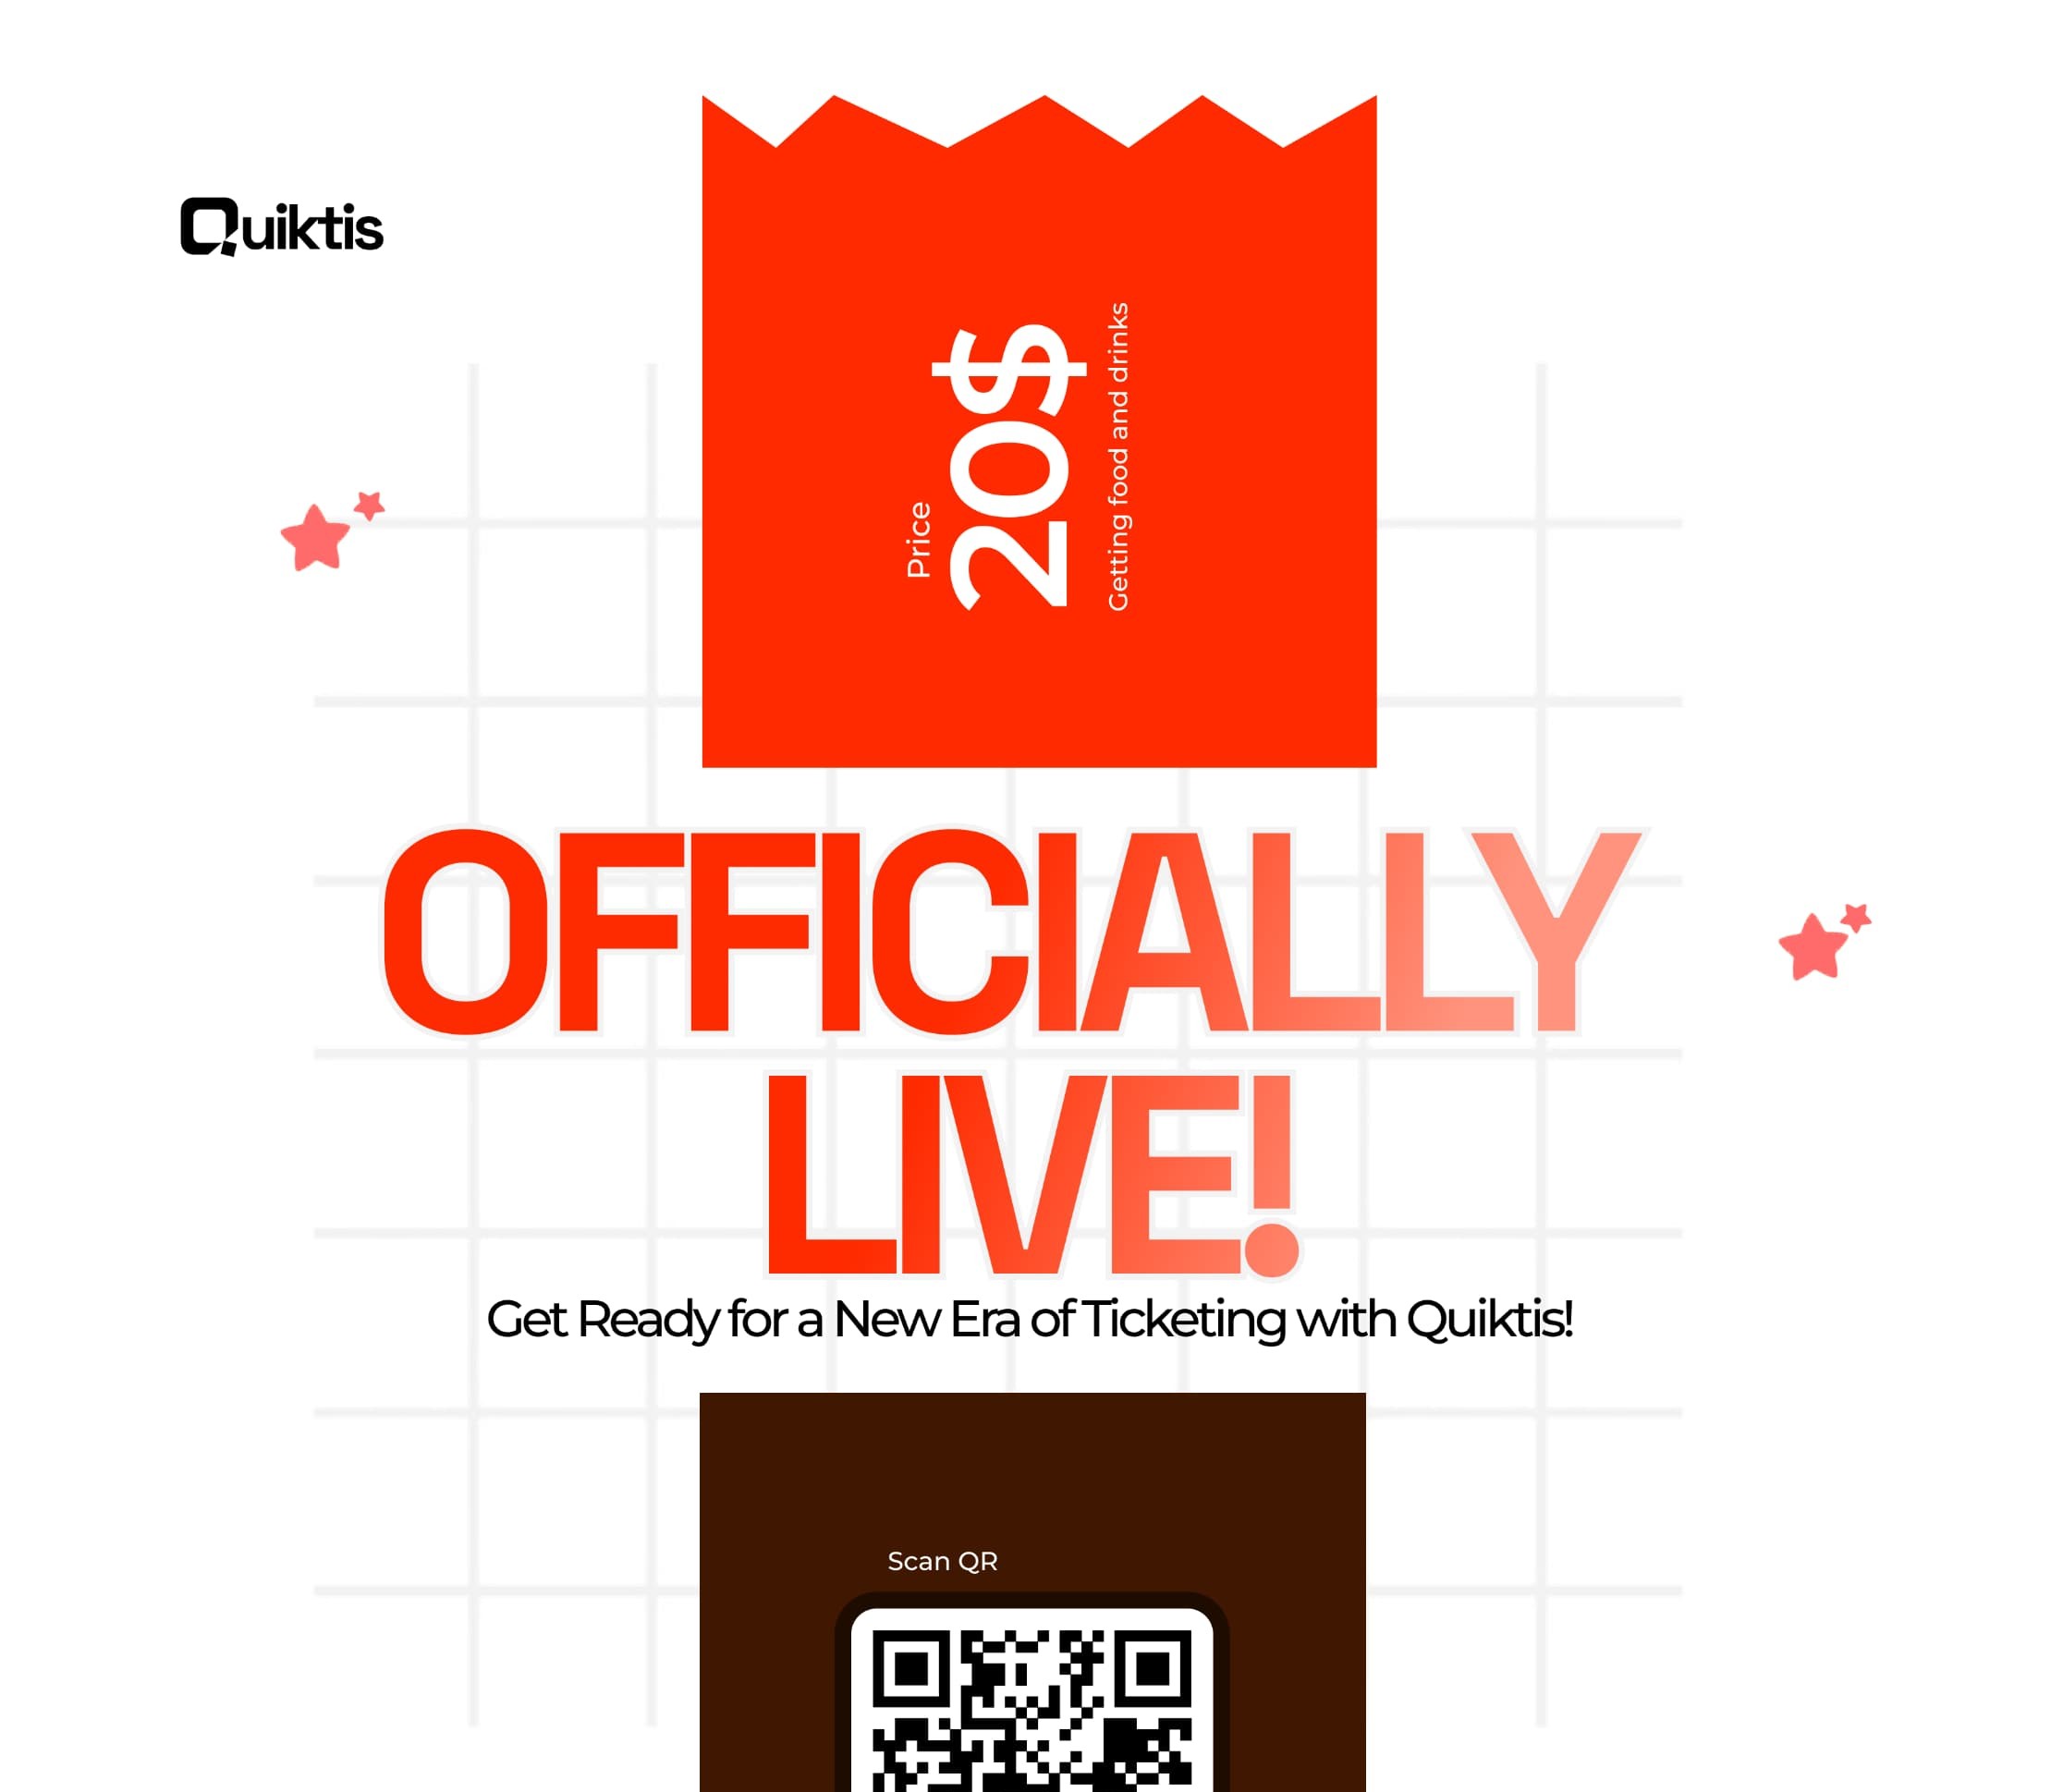 Quiktis
Price
20$
Getting food and drinks
OFFICIALLY
LIVE!
Get Ready for a New Era of Ticketing with Quiktis!
Scan QR